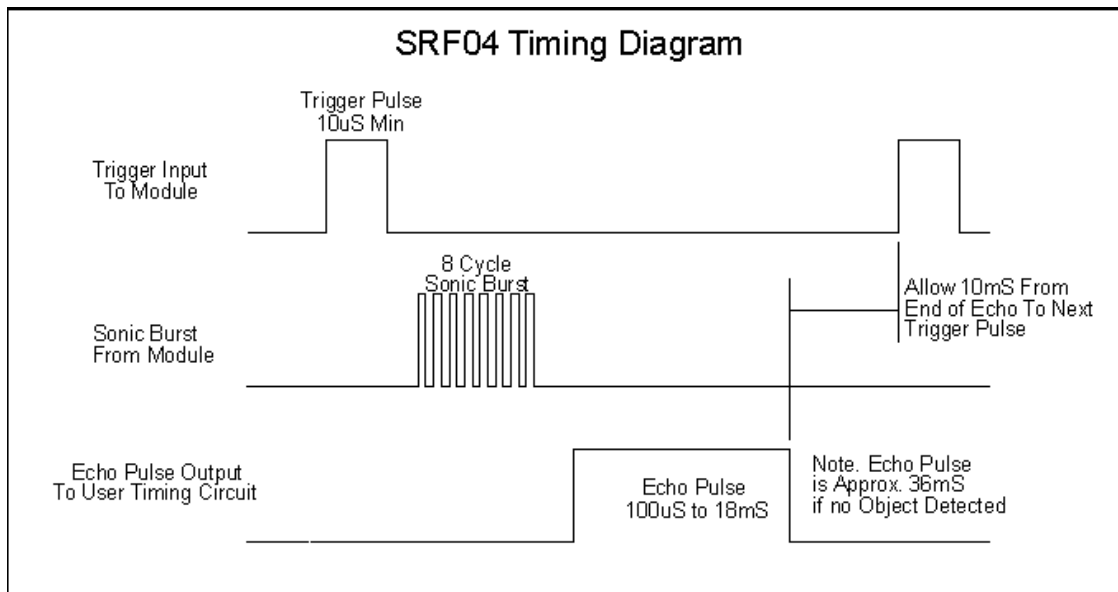 SRF04 Timing Diagram
Trigger Pulse
10uS Min
Trigger Input
To Module
8 Cycle
Sonic Burst
Allow 10mS From
End of Echo To Next
Trigger Pulse
Sonic Burst
From Module
Echo Pulse Output
To User Timing Circuit
Echo Pulse
100uS to 18mS
Note. Echo Pulse
is Approx. 36mS
if no Object Detected